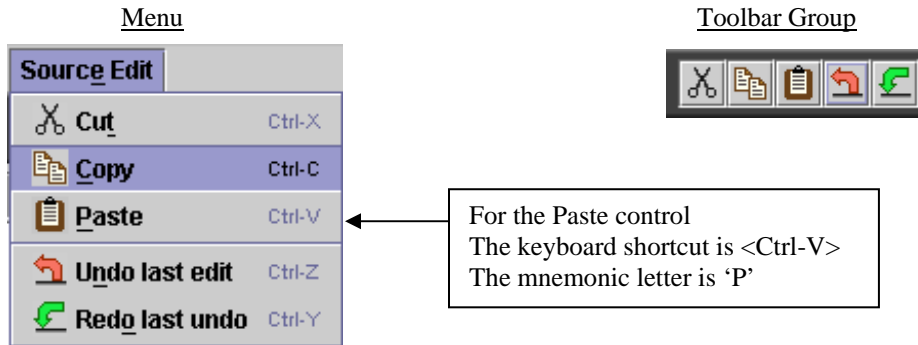 Menu
Toolbar Group
Source Edit
Cut Ctrl-X
Copy Ctrl-C
Paste Ctrl-V
Undo last edit Ctrl-Z
Redo last undo Ctrl-Y
For the Paste control
The keyboard shortcut is <Ctrl-V>
The mnemonic letter is ‘P’